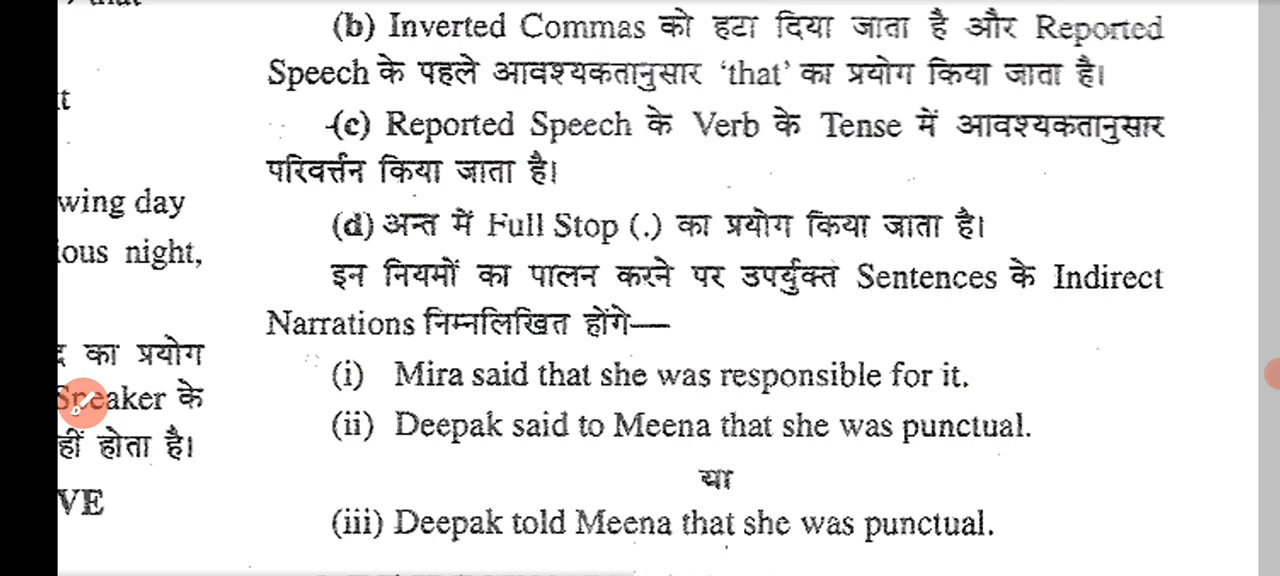 (b) Inverted Commas को हटा दिया जाता है और Reported
Speech के पहले आवश्यकतानुसार ‘that’ का प्रयोग किया जाता है।
(c) Reported Speech के Verb के Tense में आवश्यकतानुसार
परिवर्त्तन किया जाता है।
wing day
(d) अन्त में Full Stop (.) का प्रयोग किया जाता है।
ious night,
इन नियमों का पालन करने पर उपर्युक्त Sentences के Indirect
Narrations निम्नलिखित होंगे—
का प्रयोग
(i) Mira said that she was responsible for it.
Speaker के
(ii) Deepak said to Meena that she was punctual.
हीं होता है।
या
VE
(iii) Deepak told Meena that she was punctual.